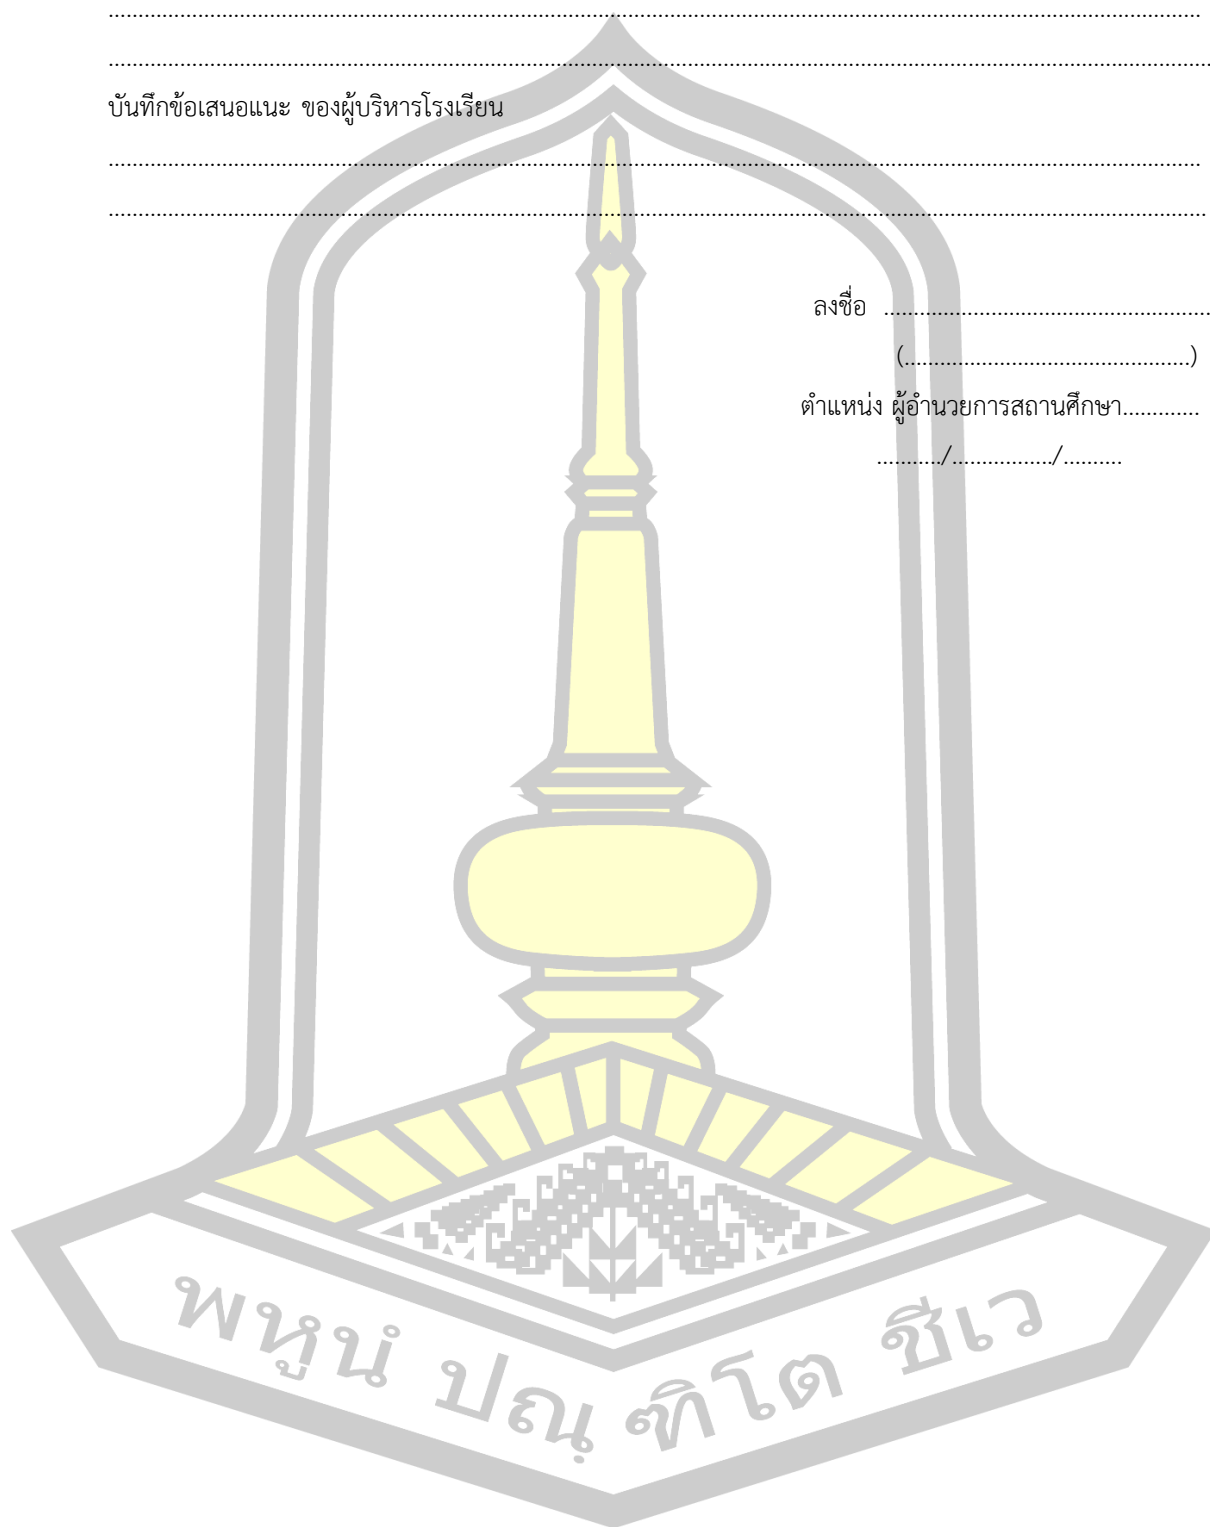 ................................................................................................................................................................................
................................................................................................................................................................................
บันทึกข้อเสนอแนะ ของผู้บริหารโรงเรียน
................................................................................................................................................................................
................................................................................................................................................................................
ลงชื่อ ......................................................
(................................................)
ตำแหน่ง ผู้อำนวยการสถานศึกษา.............
.........../................./..........
พหูนํ ปณฺฑิโต ชีเว